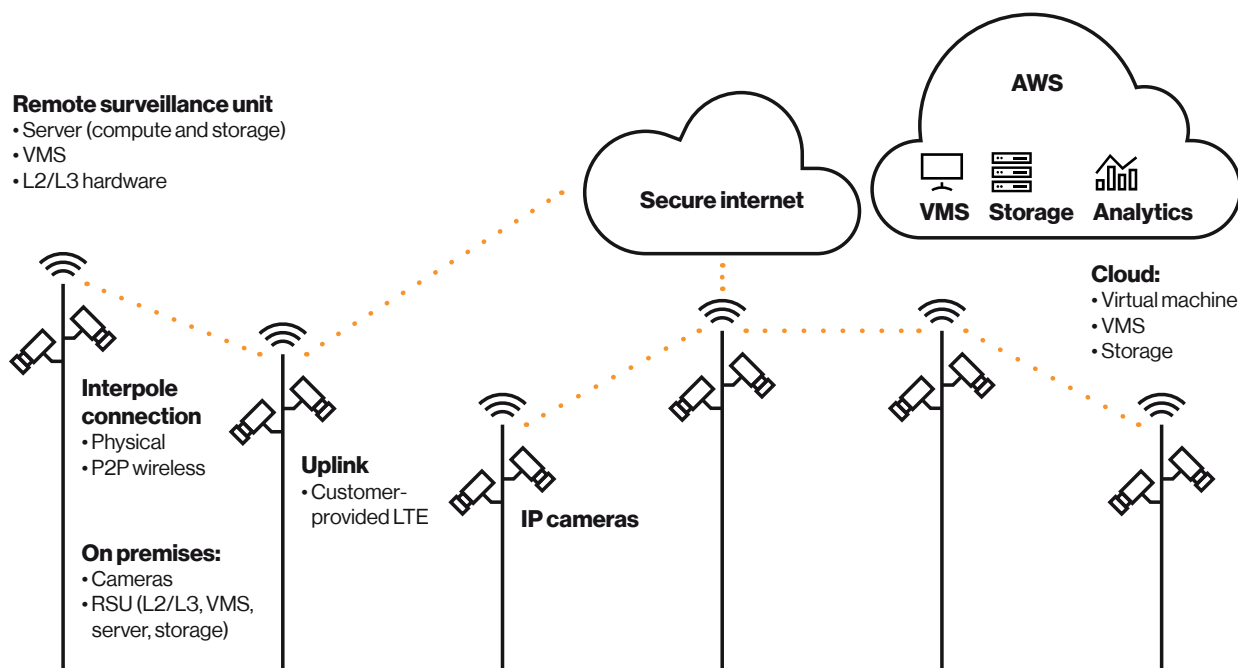 Remote surveillance unit
• Server (compute and storage)
• VMS
• L2/L3 hardware
Secure internet
AWS
VMS Storage Analytics
Cloud:
• Virtual machine
• VMS
• Storage
Interpole
connection
• Physical
• P2P wireless
Uplink
• Customer-
provided LTE
IP cameras
On premises:
• Cameras
• RSU (L2/L3, VMS,
server, storage)